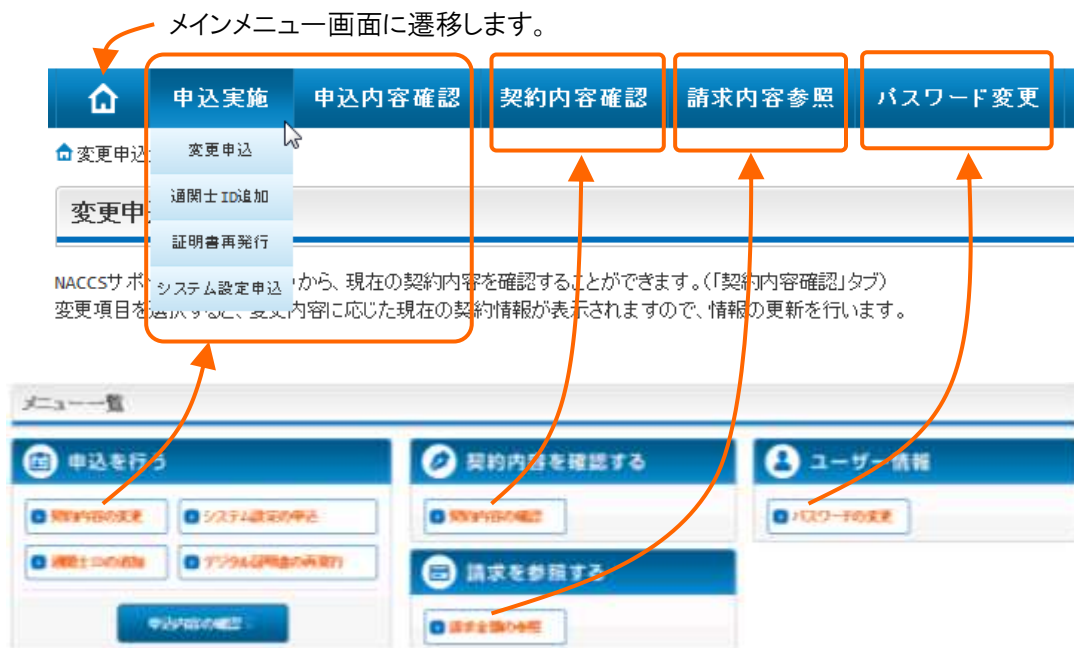 メインメニュー画面に遷移します。
申込実施 申込内容確認 契約内容確認 請求内容参照 パスワード変更
変更申込
変更申込
通関士ID追加
変更申
証明書再発行
システム設定申込
NACCSサポ から、現在の契約内容を確認することができます。(「契約内容確認」タブ)
変更項目を選択すると、変更内容に応じた現在の契約情報が表示されますので、情報の更新を行います。
メニュー一覧
申込を行う 契約内容を確認する ユーザー情報
契約内容の変更 システム設定の申込 契約内容の確認 パスワードの変更
通関士IDの追加 デジタル証明書の再発行
請求を参照する
申込内容の確認 請求金額の参照